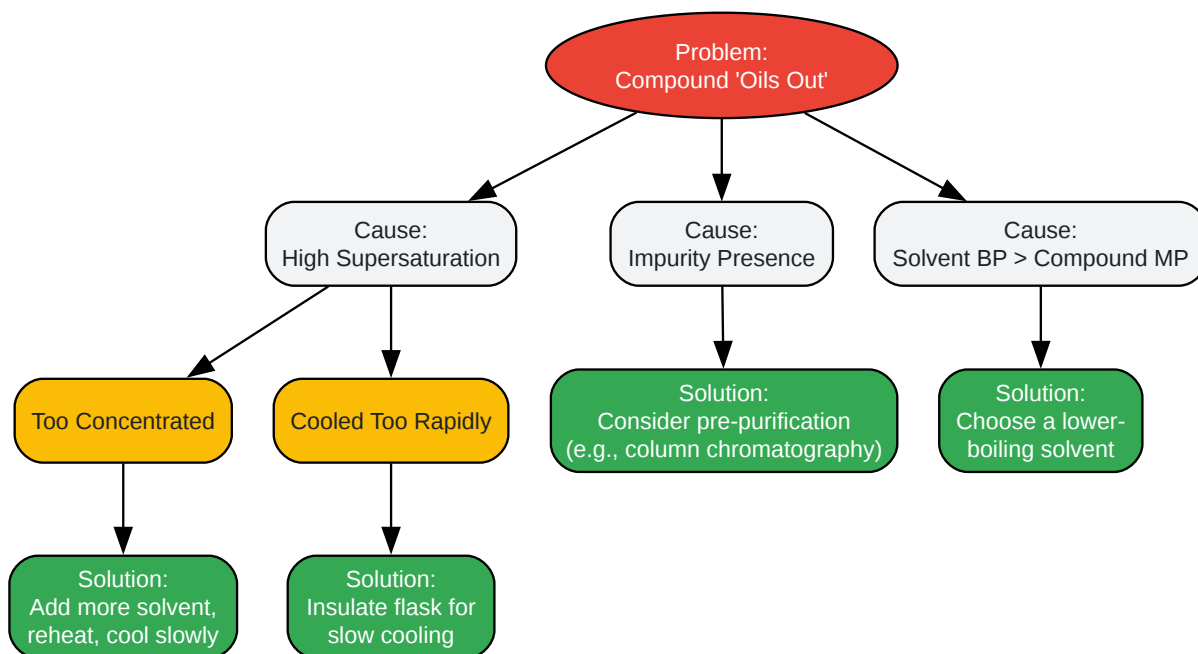 Problem:
Compound 'Oils Out'
Cause:
High Supersaturation
Cause:
Impurity Presence
Cause:
Solvent BP > Compound MP
Too Concentrated
Cooled Too Rapidly
Solution:
Consider pre-purification
(e.g., column chromatography)
Solution:
Choose a lower-
boiling solvent
Solution:
Add more solvent,
reheat, cool slowly
Solution:
Insulate flask for
slow cooling